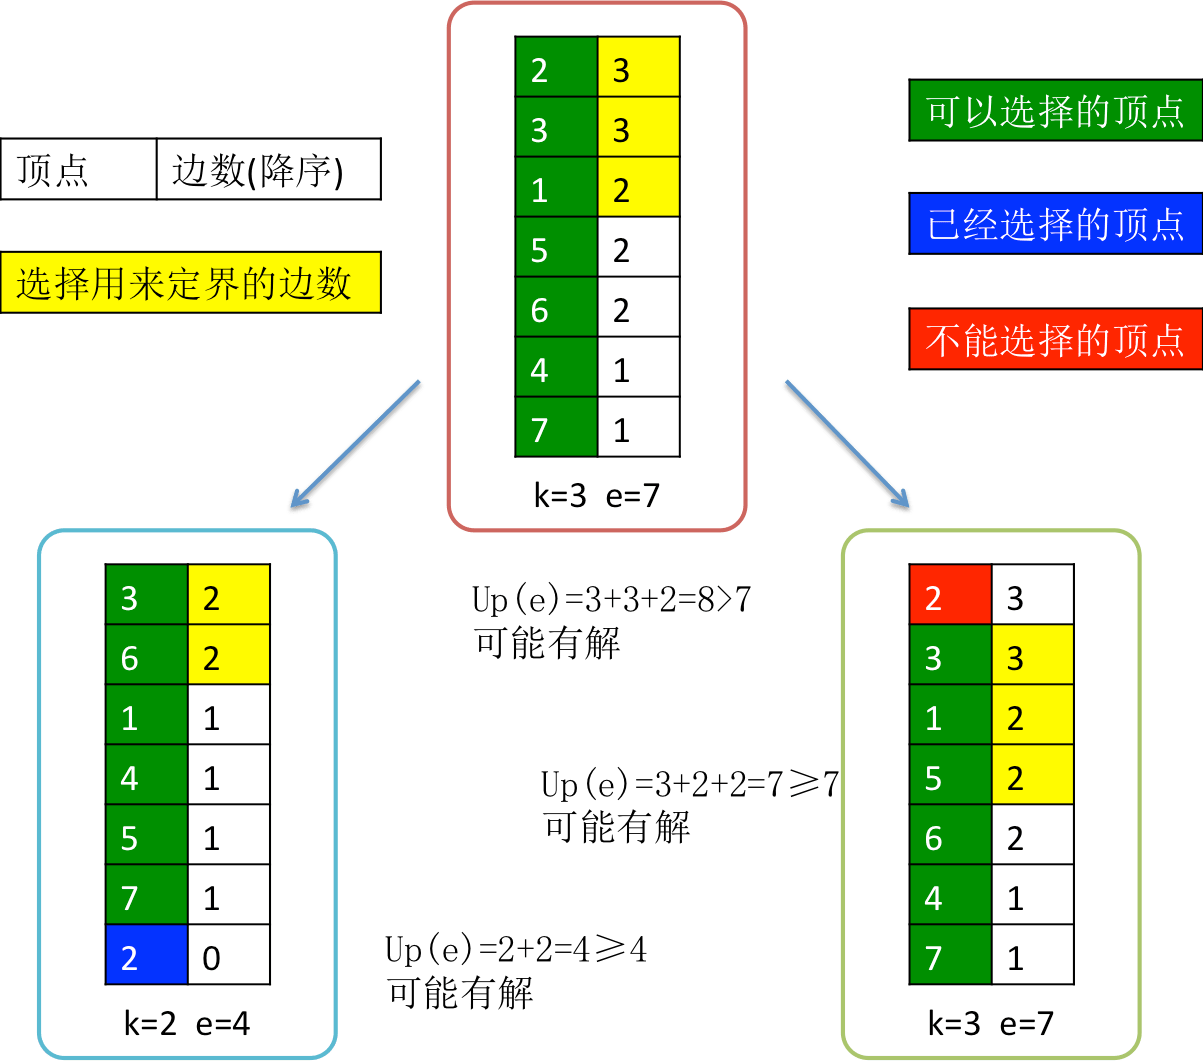 顶点 边数(降序)
选择用来定界的边数
2 3
3 3
1 2
5 2
6 2
4 1
7 1
k=3 e=7
可以选择的顶点
已经选择的顶点
不能选择的顶点
Up(e)=3+3+2=8>7
可能有解
3 2
6 2
1 1
4 1
5 1
7 1
2 0
k=2 e=4
Up(e)=2+2=4≥4
可能有解
Up(e)=3+2+2=7≥7
可能有解
2 3
3 3
1 2
5 2
6 2
4 1
7 1
k=3 e=7